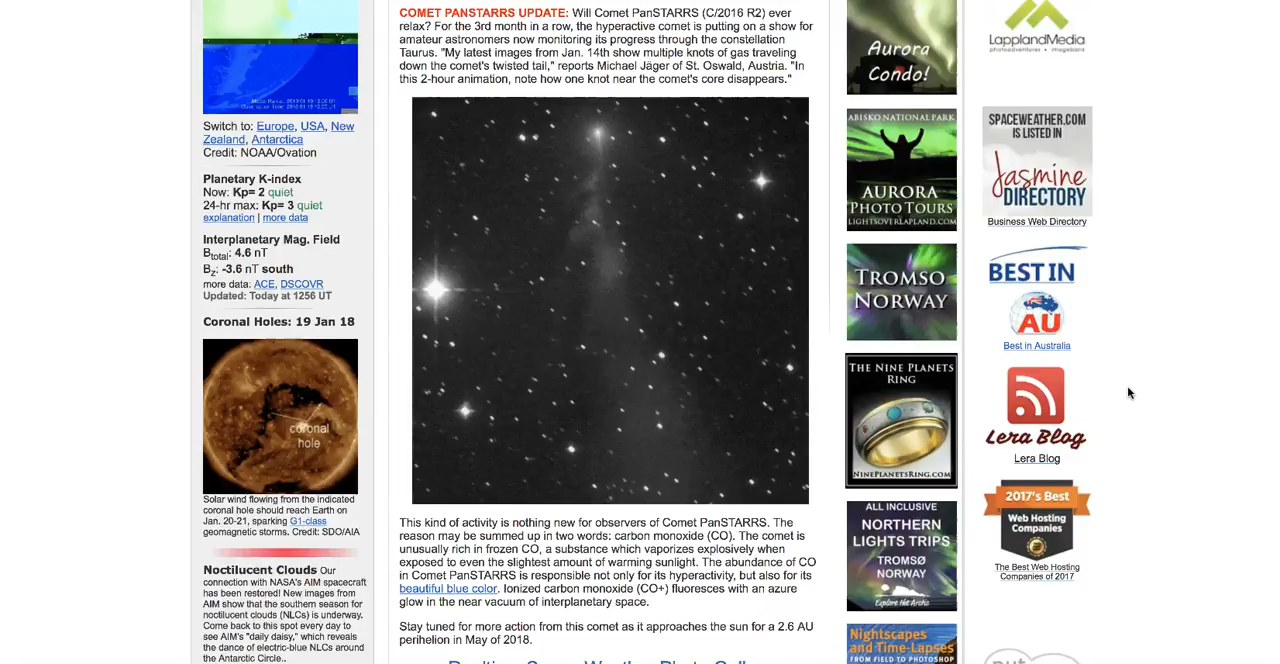 Switch to: Europe, USA, New
Zealand, Antarctica
Credit: NOAA/Ovation
Planetary K-index
Now: Kp= 2 quiet
24-hr max: Kp= 3 quiet
explanation | more data
Interplanetary Mag. Field
Btotal: 4.6 nT
Bz: -3.6 nT south
more data: ACE, DSCOVR
Updated: Today at 1256 UT
Coronal Holes: 19 Jan 18
coronal
hole
Solar wind flowing from the indicated
coronal hole should reach Earth on
Jan. 20-21, sparking G1-class
geomagnetic storms. Credit: SDO/AIA
Noctilucent Clouds Our
connection with NASA's AIM spacecraft
has been restored! New images from
AIM show that the southern season for
noctilucent clouds (NLCs) is underway.
Come back to this spot every day to
see AIM's "daily daisy," which reveals
the dance of electric-blue NLCs around
the Antarctic Circle..
COMET PANSTARRS UPDATE: Will Comet PanSTARRS (C/2016 R2) ever
relax? For the 3rd month in a row, the hyperactive comet is putting on a show for
amateur astronomers now monitoring its progress through the constellation
Taurus. "My latest images from Jan. 14th show multiple knots of gas traveling
down the comet's twisted tail," reports Michael Jäger of St. Oswald, Austria. "In
this 2-hour animation, note how one knot near the comet's core disappears."
This kind of activity is nothing new for observers of Comet PanSTARRS. The
reason may be summed up in two words: carbon monoxide (CO). The comet is
unusually rich in frozen CO, a substance which vaporizes explosively when
exposed to even the slightest amount of warming sunlight. The abundance of CO
in Comet PanSTARRS is responsible not only for its hyperactivity, but also for its
beautiful blue color. Ionized carbon monoxide (CO+) fluoresces with an azure
glow in the near vacuum of interplanetary space.
Stay tuned for more action from this comet as it approaches the sun for a 2.6 AU
perihelion in May of 2018.
Aurora
Condo!
ABISKO NATIONAL PARK
AURORA
PHOTO TOURS
LIGHTSOVERLAPLAND.COM
TROMSO
NORWAY
THE NINE PLANETS
RING
NINEPLANETSRING.COM
ALL INCLUSIVE
NORTHERN
LIGHTS TRIPS
TROMSØ
NORWAY
Explore the Arctic
Nightscapes
and Time-Lapses
FROM FIELD TO PHOTOSHOP
LapplandMedia
photoadventures • imagebank
SPACEWEATHER.COM
IS LISTED IN
Jasmine
DIRECTORY
Business Web Directory
BEST IN
AU
Best in Australia
Lera Blog
Lera Blog
2017's Best
Web Hosting
Companies
The Best Web Hosting
Companies of 2017